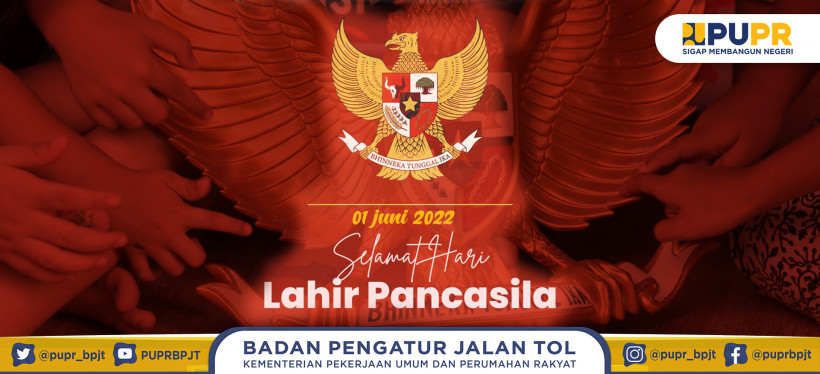 PUPR
SIGAP MEMBANGUN NEGERI
BHINNEKA TUNGGAL IKA
01 juni 2022
Selamat Hari
Lahir Pancasila
@pupr_bpjt
PUPRBPJT
BADAN PENGATUR JALAN TOL
KEMENTERIAN PEKERJAAN UMUM DAN PERUMAHAN RAKYAT
@pupr_bpjt
@puprbpjt